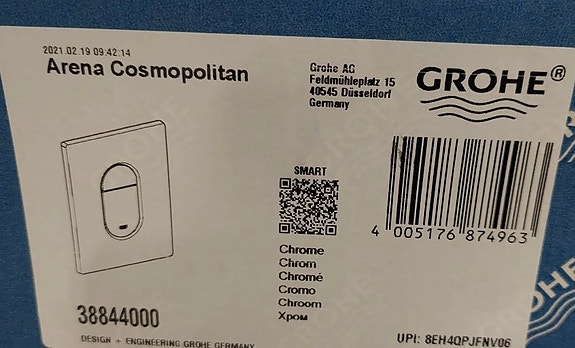 2021.02.19 09:42:14
Arena Cosmopolitan
Grohe AG
Feldmühleplatz 15
40545 Düsseldorf
Germany
GROHE®
SMART
4 005176 874963
Chrome
Chrom
Chromé
Cromo
Chroom
Хром
38844000
DESIGN + ENGINEERING GROHE GERMANY
UPI: 8EH4QPJFNV06
GROHE